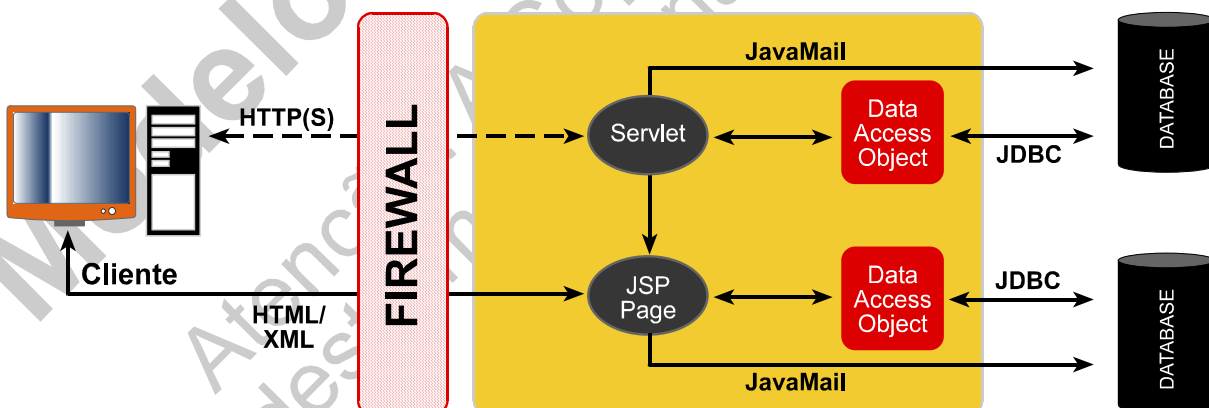 Modelo
JavaMail
HTTP(S)
FIREWALL
Servlet
Data
Access
Object
JDBC
DATABASE
Cliente
HTML/
XML
JSP
Page
Data
Access
Object
JDBC
DATABASE
JavaMail